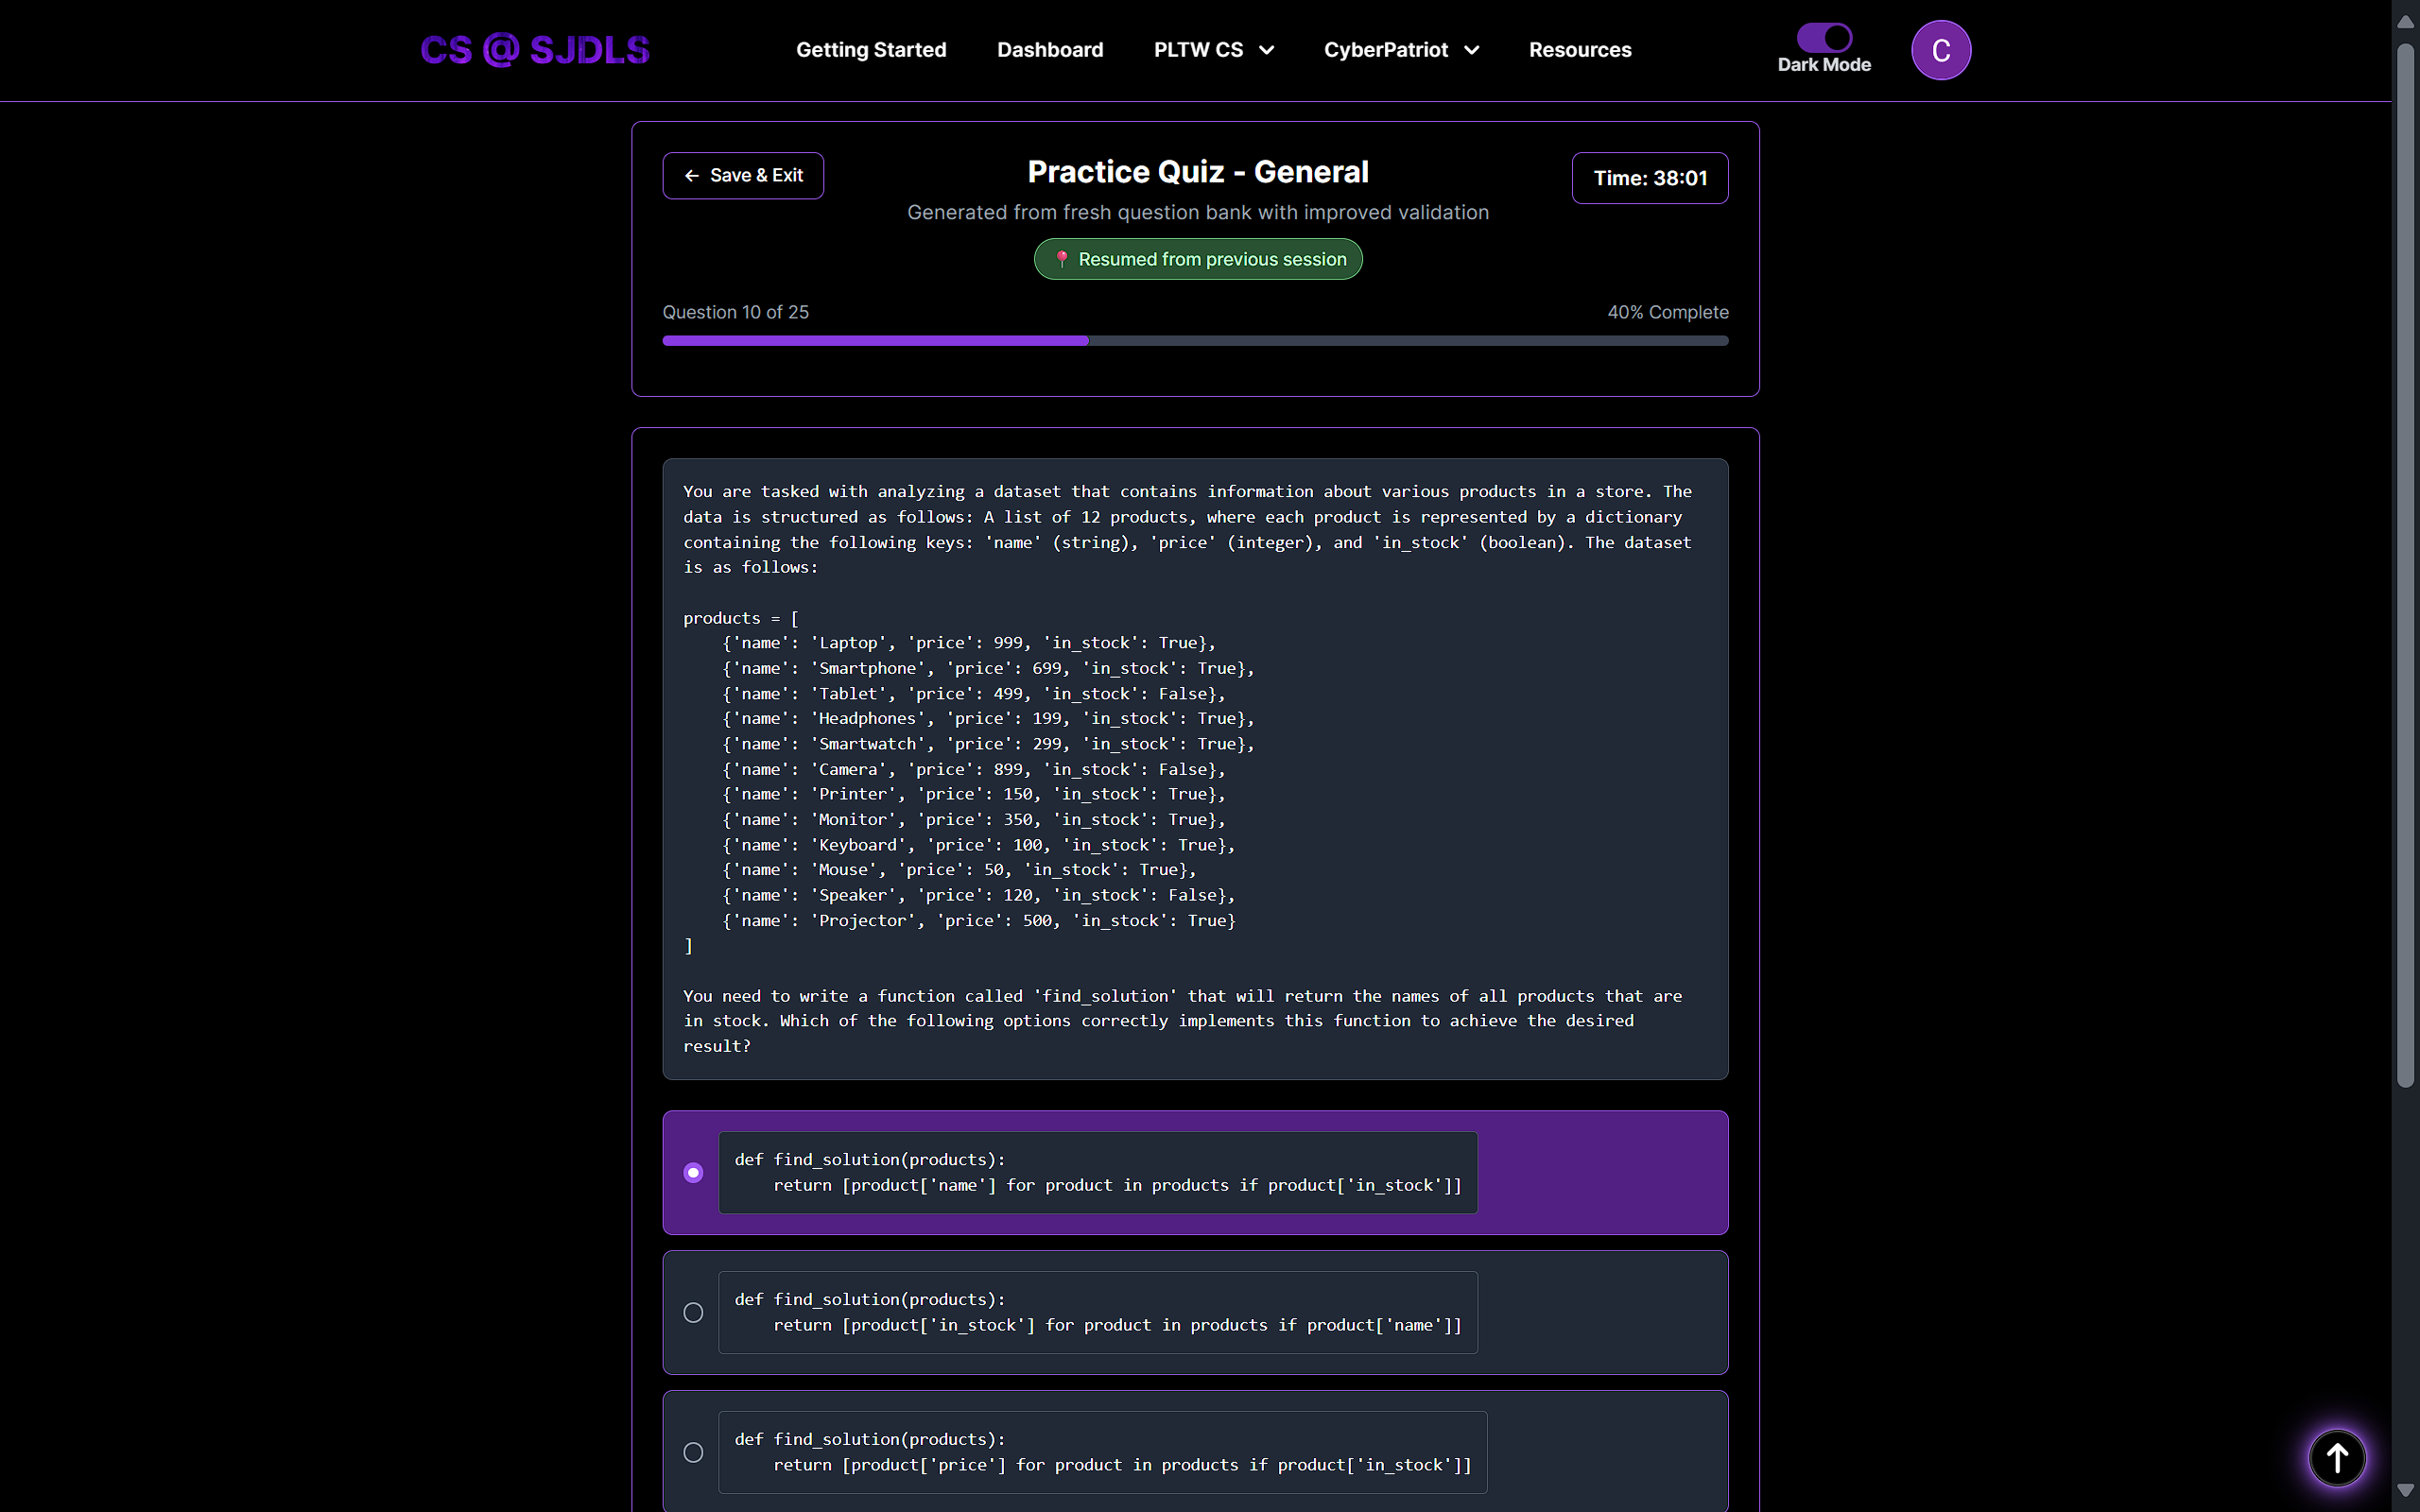 CS @ SJDLS
Getting Started
Dashboard
PLTW CS
CyberPatriot
Resources
Dark Mode
C
← Save & Exit
Practice Quiz - General
Time: 38:01
Generated from fresh question bank with improved validation
📍 Resumed from previous session
Question 10 of 25
40% Complete
You are tasked with analyzing a dataset that contains information about various products in a store. The
data is structured as follows: A list of 12 products, where each product is represented by a dictionary
containing the following keys: 'name' (string), 'price' (integer), and 'in_stock' (boolean). The dataset
is as follows:
products = [
    {'name': 'Laptop', 'price': 999, 'in_stock': True},
    {'name': 'Smartphone', 'price': 699, 'in_stock': True},
    {'name': 'Tablet', 'price': 499, 'in_stock': False},
    {'name': 'Headphones', 'price': 199, 'in_stock': True},
    {'name': 'Smartwatch', 'price': 299, 'in_stock': True},
    {'name': 'Camera', 'price': 899, 'in_stock': False},
    {'name': 'Printer', 'price': 150, 'in_stock': True},
    {'name': 'Monitor', 'price': 350, 'in_stock': True},
    {'name': 'Keyboard', 'price': 100, 'in_stock': True},
    {'name': 'Mouse', 'price': 50, 'in_stock': True},
    {'name': 'Speaker', 'price': 120, 'in_stock': False},
    {'name': 'Projector', 'price': 500, 'in_stock': True}
]
You need to write a function called 'find_solution' that will return the names of all products that are
in stock. Which of the following options correctly implements this function to achieve the desired
result?
def find_solution(products):
    return [product['name'] for product in products if product['in_stock']]
def find_solution(products):
    return [product['in_stock'] for product in products if product['name']]
def find_solution(products):
    return [product['price'] for product in products if product['in_stock']]